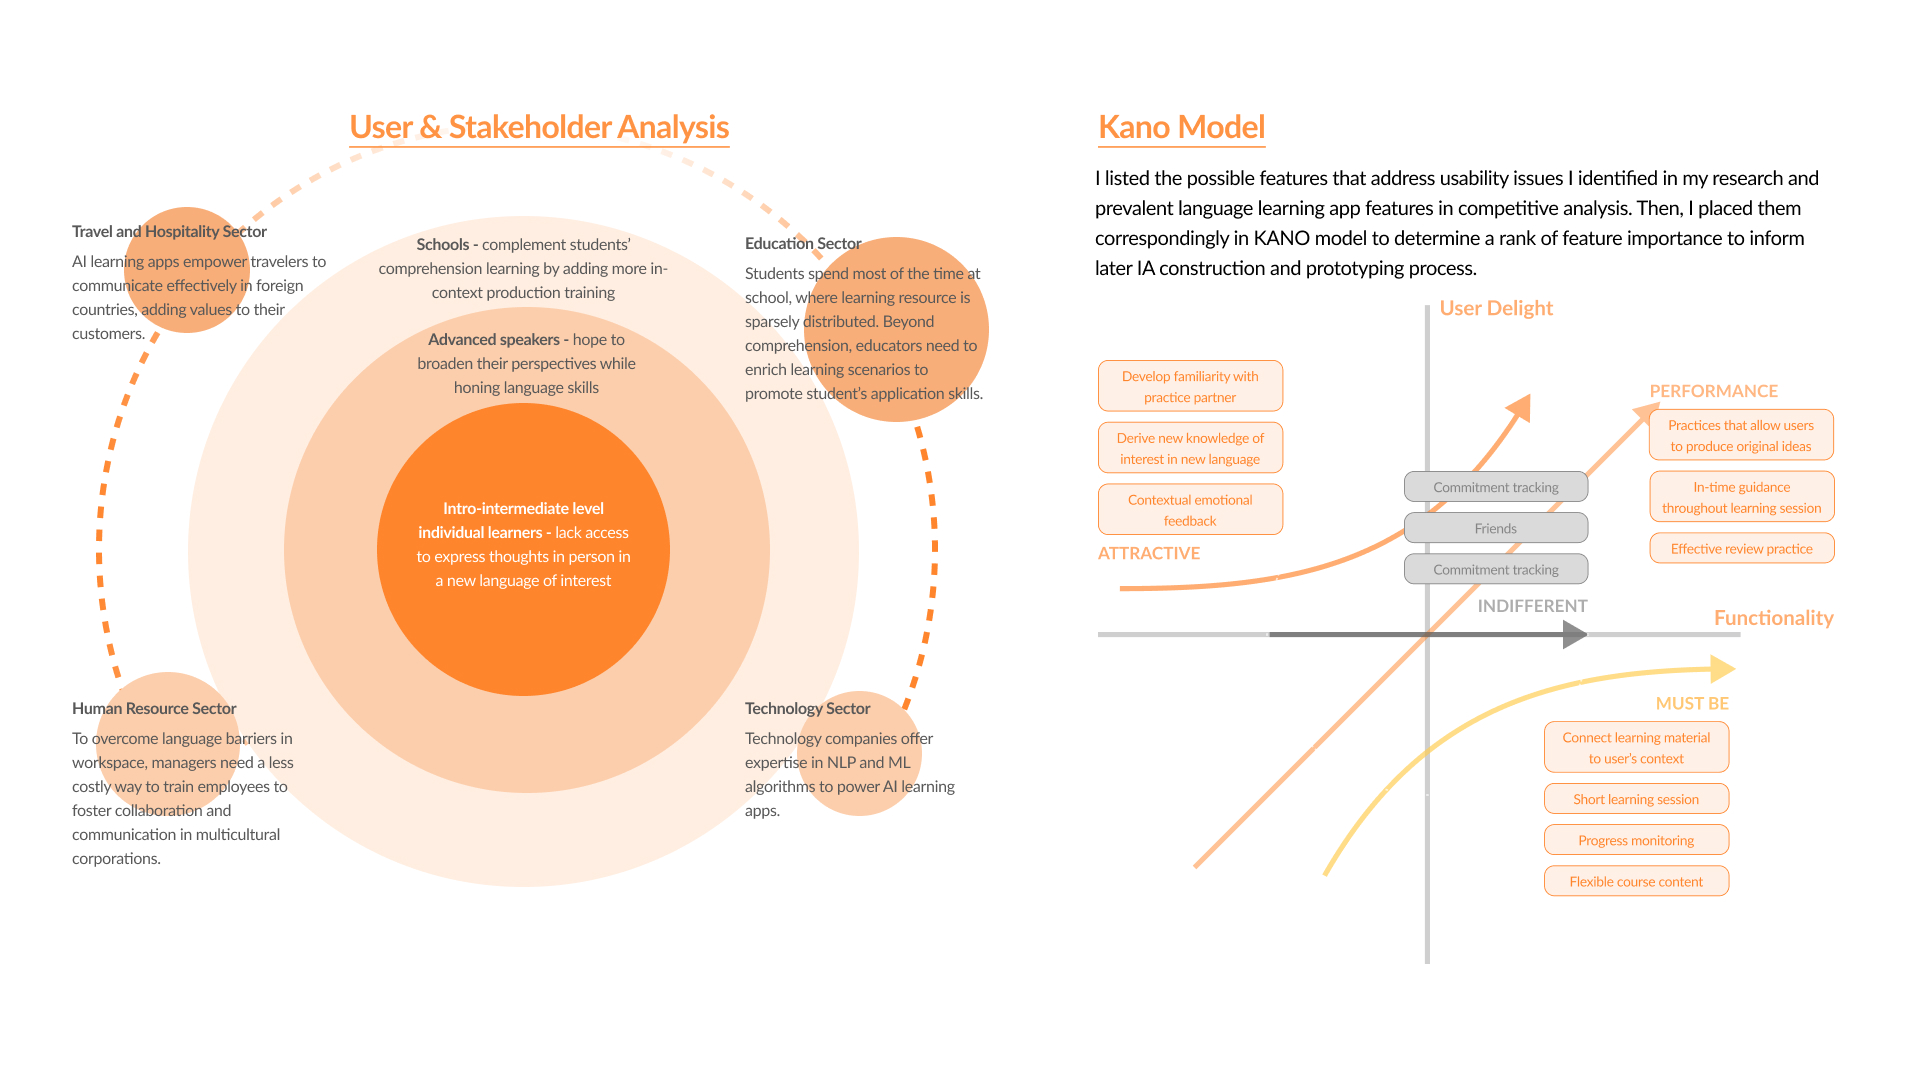 User & Stakeholder Analysis
Travel and Hospitality Sector
AI learning apps empower travelers to
communicate effectively in foreign
countries, adding values to their
customers.
Schools - complement students'
comprehension learning by adding more in-
context production training
Advanced speakers - hope to
broaden their perspectives while
honing language skills
Intro-intermediate level
individual learners - lack access
to express thoughts in person in
a new language of interest
Education Sector
Students spend most of the time at
school, where learning resource is
sparsely distributed. Beyond
comprehension, educators need to
enrich learning scenarios to
promote student's application skills.
Human Resource Sector
To overcome language barriers in
workspace, managers need a less
costly way to train employees to
foster collaboration and
communication in multicultural
corporations.
Technology Sector
Technology companies offer
expertise in NLP and ML
algorithms to power AI learning
apps.
Kano Model
I listed the possible features that address usability issues I identified in my research and
prevalent language learning app features in competitive analysis. Then, I placed them
correspondingly in KANO model to determine a rank of feature importance to inform
later IA construction and prototyping process.
User Delight
Develop familiarity with
practice partner
Derive new knowledge of
interest in new language
Contextual emotional
feedback
ATTRACTIVE
PERFORMANCE
Practices that allow users
to produce original ideas
In-time guidance
throughout learning session
Effective review practice
Commitment tracking
Friends
Commitment tracking
INDIFFERENT
Functionality
MUST BE
Connect learning material
to user's context
Short learning session
Progress monitoring
Flexible course content